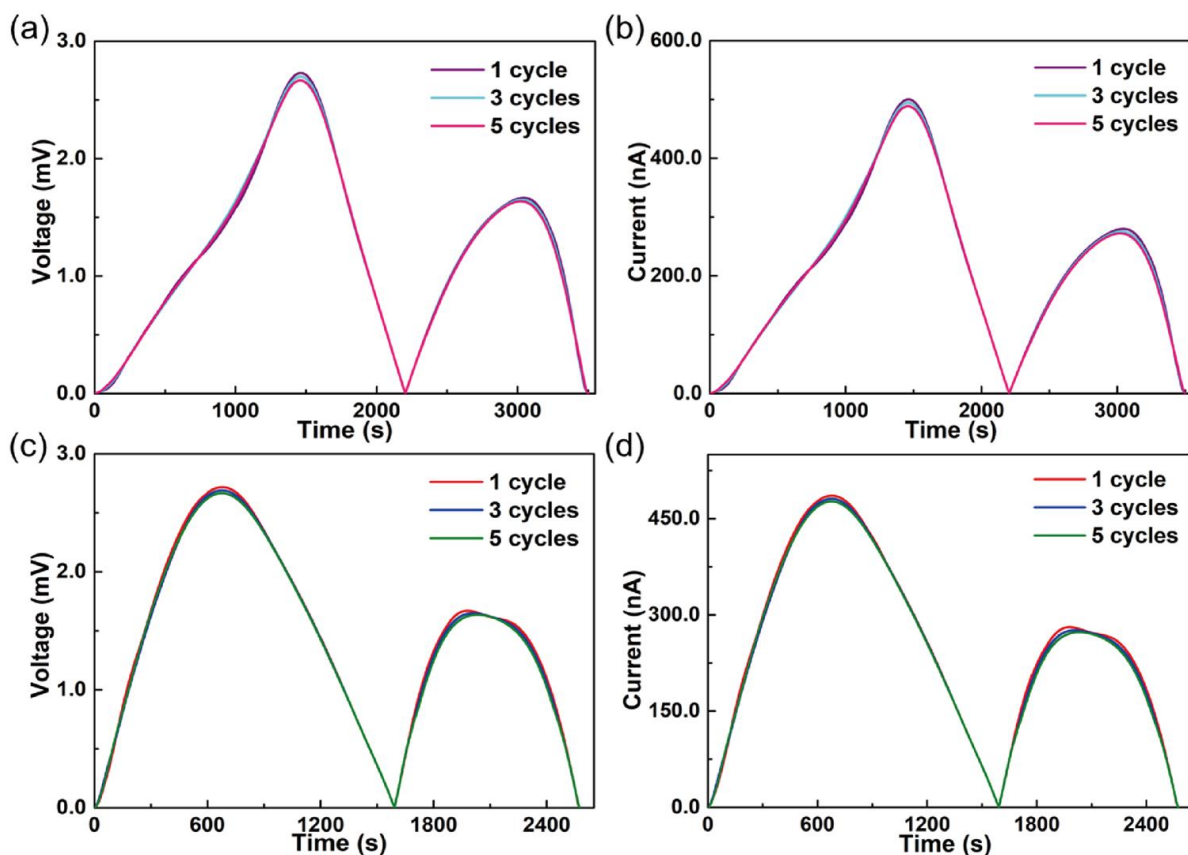 (a)
3.0
2.0
1.0
0.0
Voltage (mV)
1 cycle
3 cycles
5 cycles
0 1000 2000 3000
Time (s)
(b)
600.0
400.0
200.0
0.0
Current (nA)
1 cycle
3 cycles
5 cycles
0 1000 2000 3000
Time (s)
(c)
3.0
2.0
1.0
0.0
Voltage (mV)
1 cycle
3 cycles
5 cycles
0 600 1200 1800 2400
Time (s)
(d)
450.0
300.0
150.0
0.0
Current (nA)
1 cycle
3 cycles
5 cycles
0 600 1200 1800 2400
Time (s)